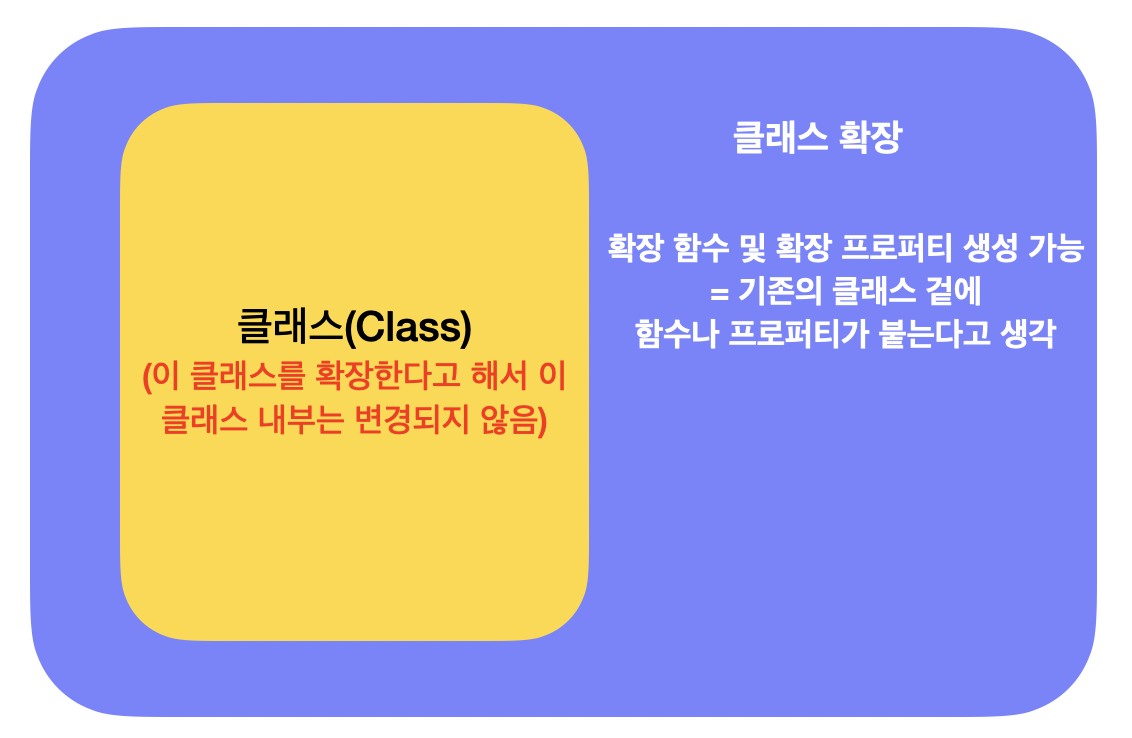 클래스 확장
확장 함수 및 확장 프로퍼티 생성 가능
= 기존의 클래스 겉에
함수나 프로퍼티가 붙는다고 생각
클래스(Class)
(이 클래스를 확장한다고 해서 이
클래스 내부는 변경되지 않음)